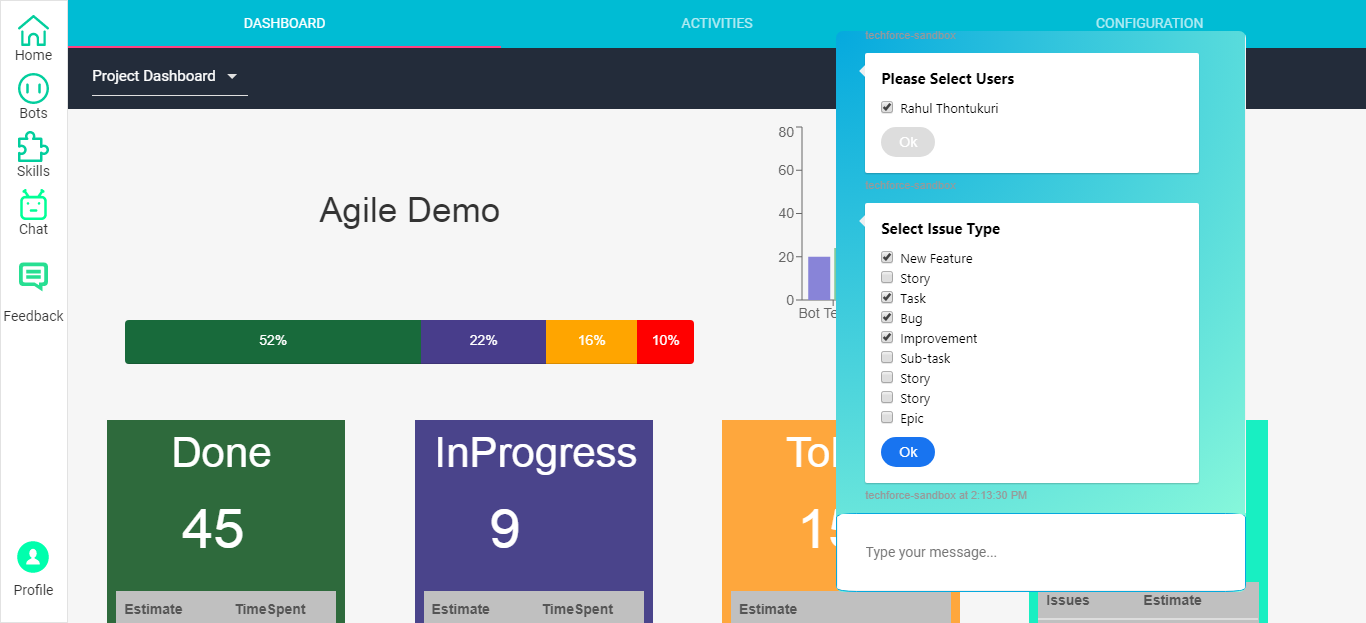 DASHBOARD
ACTIVITIES
CONFIGURATION
Home
Bots
Skills
Chat
Feedback
Profile
Project Dashboard
Agile Demo
52%
22%
16%
10%
80
60
40
20
0
Bot Te
Done
45
Estimate TimeSpent
InProgress
9
Estimate TimeSpent
Estimate
Issues Estimate
techforce-sandbox
Please Select Users
Rahul Thontukuri
Ok
techforce-sandbox
Select Issue Type
New Feature
Story
Task
Bug
Improvement
Sub-task
Story
Story
Epic
Ok
techforce-sandbox at 2:13:30 PM
Type your message...